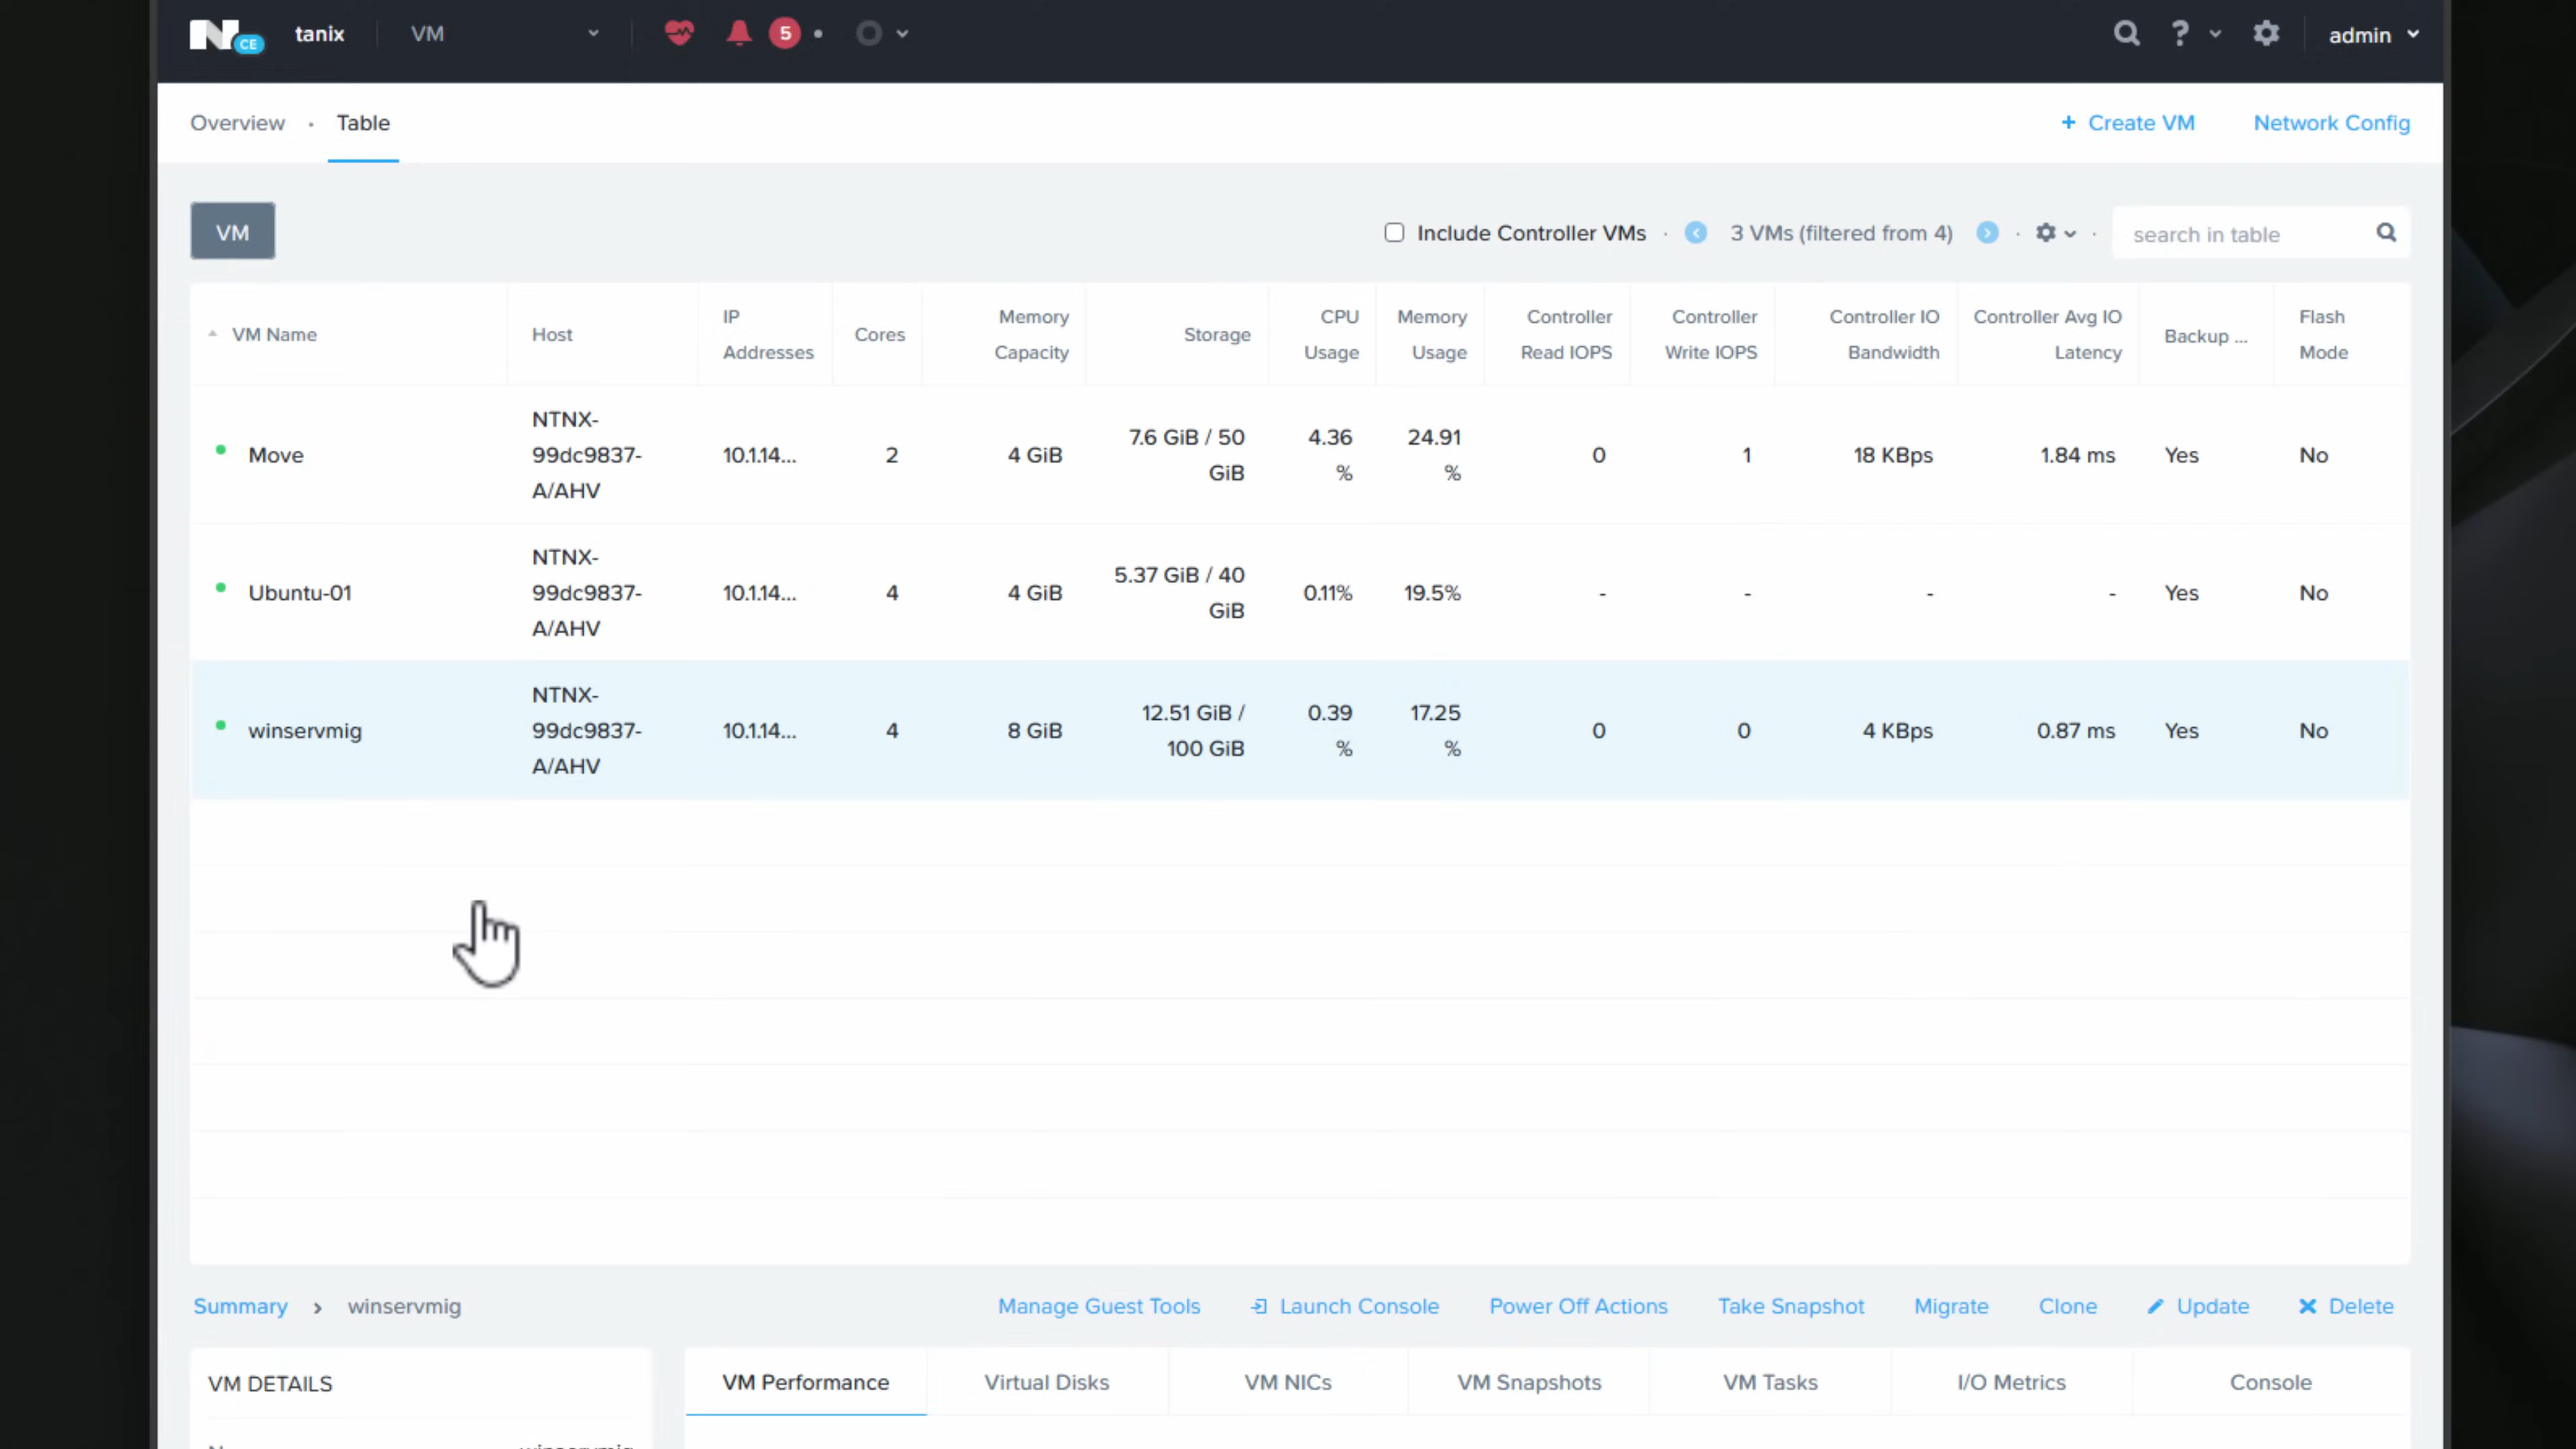 N CE tanix VM 5 ? admin
Overview · Table + Create VM Network Config
VM Include Controller VMs · 3 VMs (filtered from 4) · · search in table
VM Name Host IP Addresses Cores Memory Capacity Storage CPU Usage Memory Usage Controller Read IOPS Controller Write IOPS Controller IO Bandwidth Controller Avg IO Latency Backup ... Flash Mode
Move NTNX-99dc9837-A/AHV 10.1.14... 2 4 GiB 7.6 GiB / 50 GiB 4.36 % 24.91 % 0 1 18 KBps 1.84 ms Yes No
Ubuntu-01 NTNX-99dc9837-A/AHV 10.1.14... 4 4 GiB 5.37 GiB / 40 GiB 0.11% 19.5% - - - - Yes No
winservmig NTNX-99dc9837-A/AHV 10.1.14... 4 8 GiB 12.51 GiB / 100 GiB 0.39 % 17.25 % 0 0 4 KBps 0.87 ms Yes No
Summary > winservmig Manage Guest Tools Launch Console Power Off Actions Take Snapshot Migrate Clone Update Delete
VM DETAILS VM Performance Virtual Disks VM NICs VM Snapshots VM Tasks I/O Metrics Console